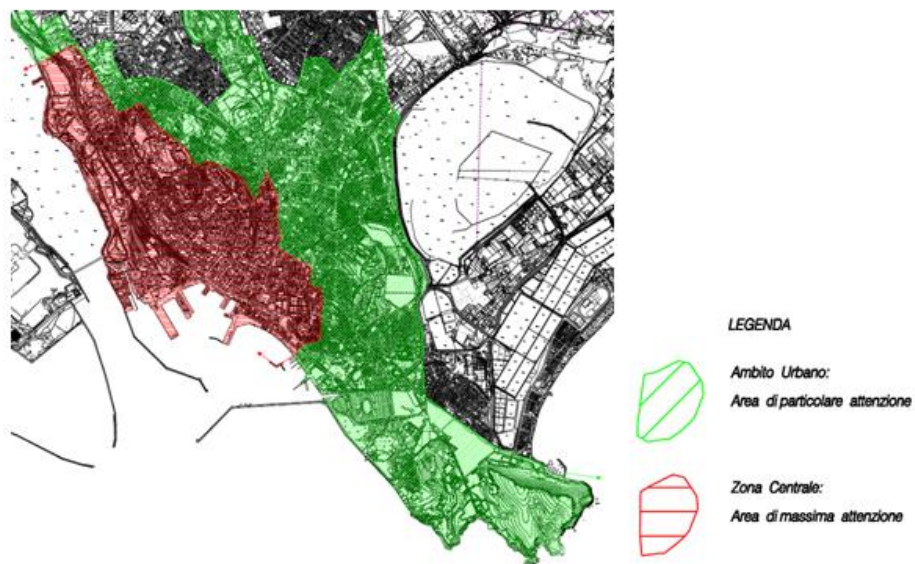 LEGENDA
Ambito Urbano:
Area di particolare attenzione
Zona Centrale:
Area di massima attenzione